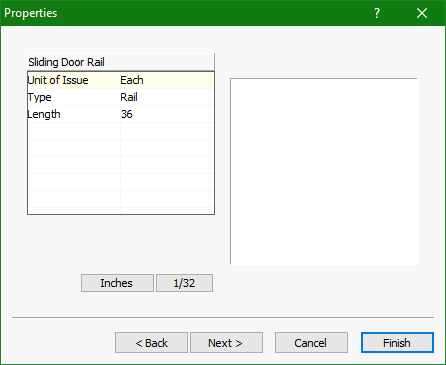 Properties ? ×
Sliding Door Rail
Unit of Issue Each
Type Rail
Length 36
Inches 1/32
< Back Next > Cancel Finish